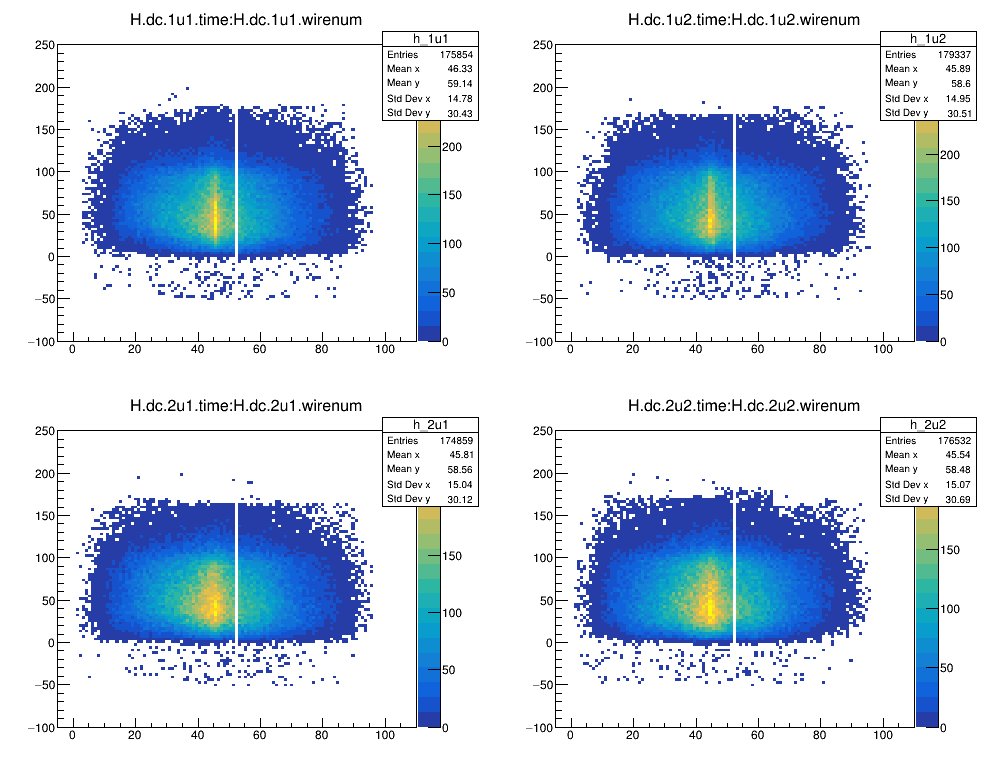 H.dc.1u1.time:H.dc.1u1.wirenum
h_1u1
Entries 175854
Mean x 46.33
Mean y 59.14
Std Dev x 14.78
Std Dev y 30.43
250
200
150
100
50
0
−50
−100
0 20 40 60 80 100
200
150
100
50
0
H.dc.1u2.time:H.dc.1u2.wirenum
h_1u2
Entries 179337
Mean x 45.89
Mean y 58.6
Std Dev x 14.95
Std Dev y 30.51
250
200
150
100
50
0
−50
−100
0 20 40 60 80 100
200
150
100
50
0
H.dc.2u1.time:H.dc.2u1.wirenum
h_2u1
Entries 174859
Mean x 45.81
Mean y 58.56
Std Dev x 15.04
Std Dev y 30.12
250
200
150
100
50
0
−50
−100
0 20 40 60 80 100
150
100
50
0
H.dc.2u2.time:H.dc.2u2.wirenum
h_2u2
Entries 176532
Mean x 45.54
Mean y 58.48
Std Dev x 15.07
Std Dev y 30.69
250
200
150
100
50
0
−50
−100
0 20 40 60 80 100
150
100
50
0